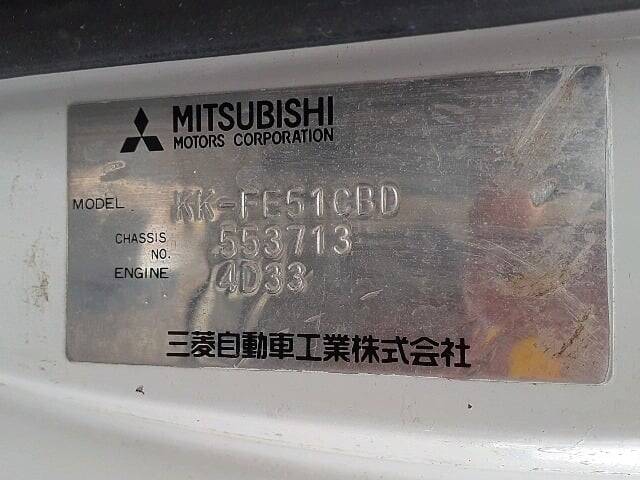 MITSUBISHI
MOTORS CORPORATION
MODEL KK-FE51CBD
CHASSIS NO. 553713
ENGINE 4D33
三菱自動車工業株式会社